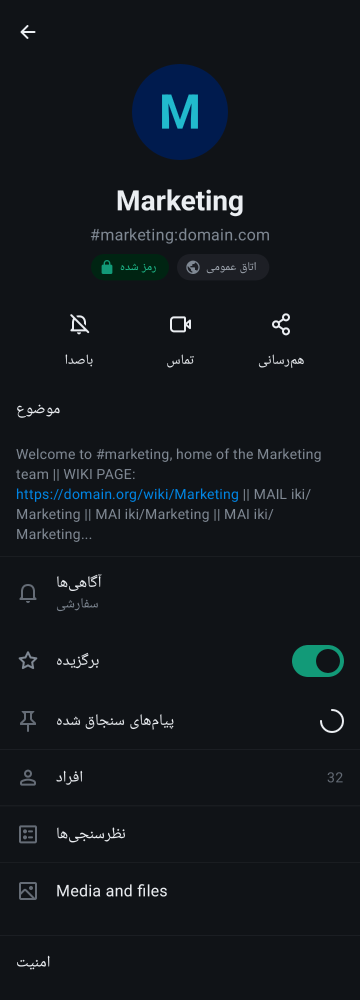 M
Marketing
#marketing:domain.com
رمز شده
اتاق عمومی
باصدا
تماس
هم‌رسانی
موضوع
Welcome to #marketing, home of the Marketing
team || WIKI PAGE:
https://domain.org/wiki/Marketing || MAIL iki/
Marketing || MAI iki/Marketing || MAI iki/
Marketing...
آگاهی‌ها
سفارشی
برگزیده
پیام‌های سنجاق شده
افراد
32
نظرسنجی‌ها
Media and files
امنیت